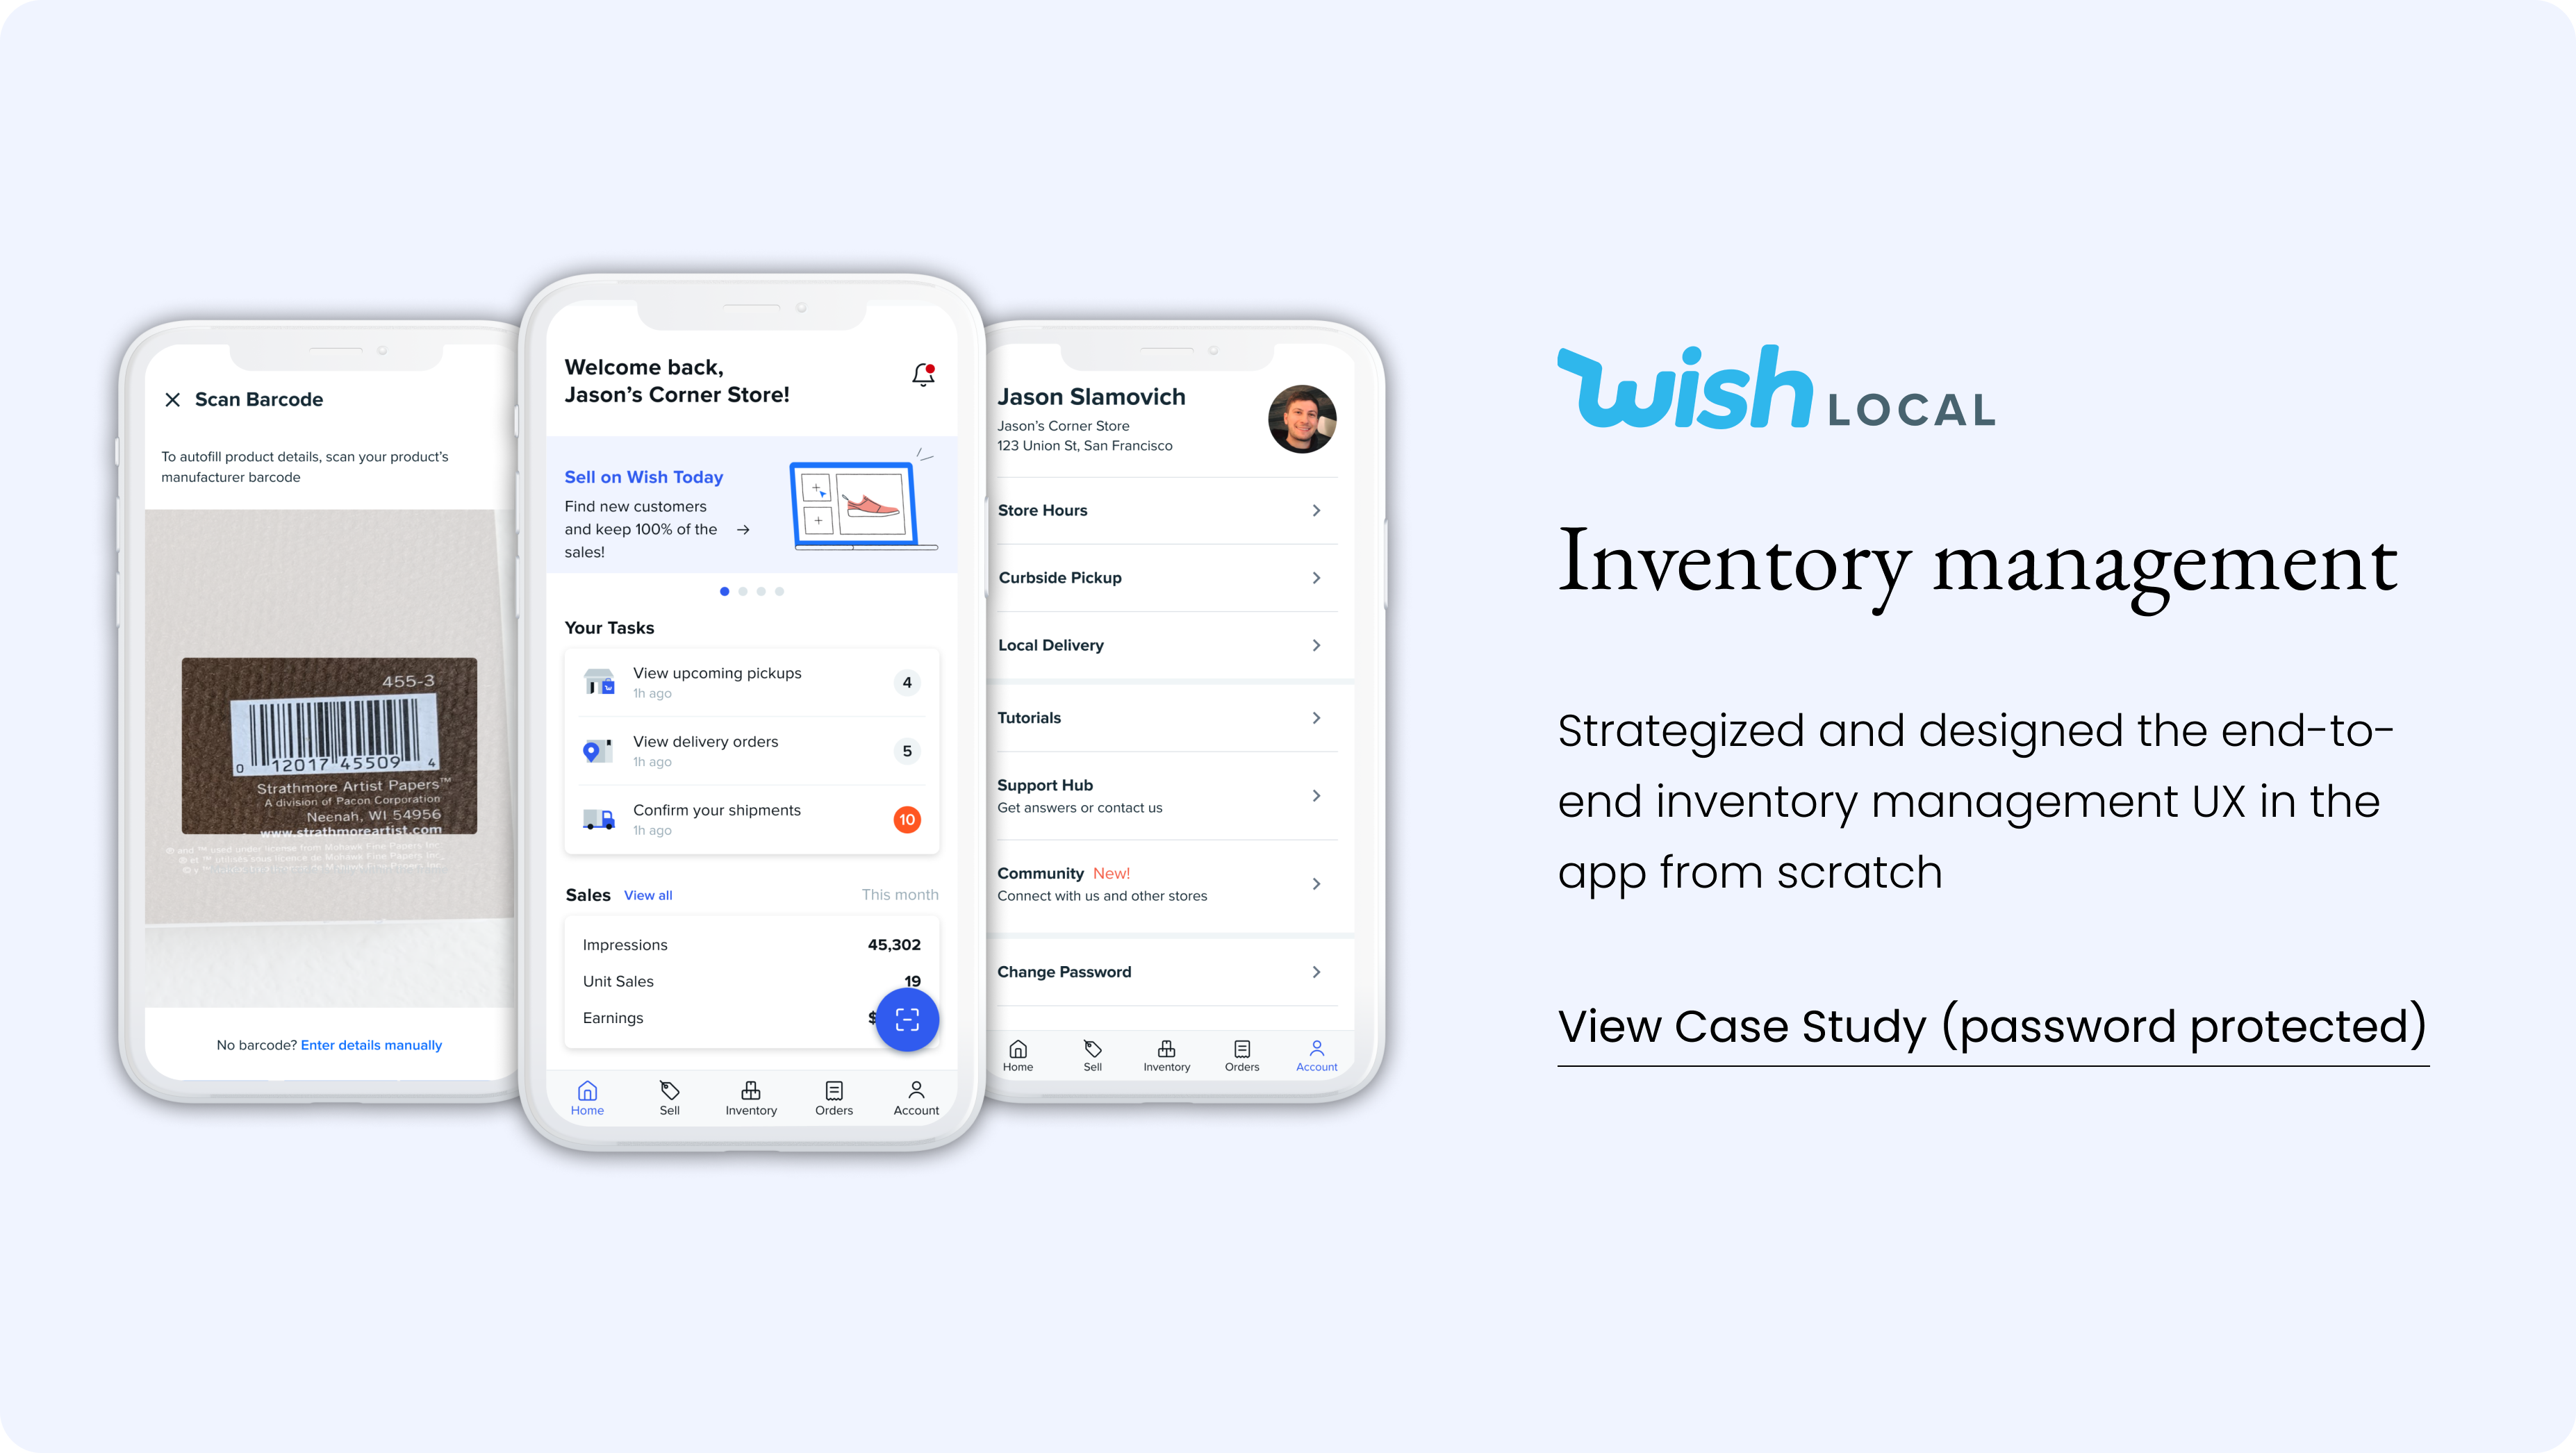 Scan Barcode
To autofill product details, scan your product's
manufacturer barcode
455-3
0 12017 45509 4
Strathmore Artist Papers™
A division of Pacon Corporation
Neenah, WI 54956
www.strathmoreartist.com
No barcode? Enter details manually
Welcome back,
Jason's Corner Store!
Sell on Wish Today
Find new customers
and keep 100% of the
sales!
Your Tasks
View upcoming pickups
1h ago
4
View delivery orders
1h ago
5
Confirm your shipments
1h ago
10
Sales View all This month
Impressions 45,302
Unit Sales 19
Earnings $
Home Sell Inventory Orders Account
Jason Slamovich
Jason's Corner Store
123 Union St, San Francisco
Store Hours
Curbside Pickup
Local Delivery
Tutorials
Support Hub
Get answers or contact us
Community New!
Connect with us and other stores
Change Password
Home Sell Inventory Orders Account
wish LOCAL
Inventory management
Strategized and designed the end-to-
end inventory management UX in the
app from scratch
View Case Study (password protected)